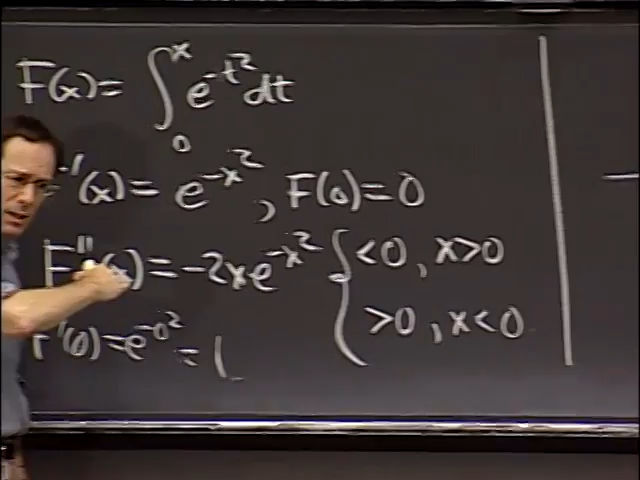 F(x) = ∫₀ˣ e^{-t²} dt
'(x) = e^{-x²}, F(0) = 0
F''(x) = -2xe^{-x²} { <0, x>0
>0, x<0
F'(0) = e^{-0²} = 1